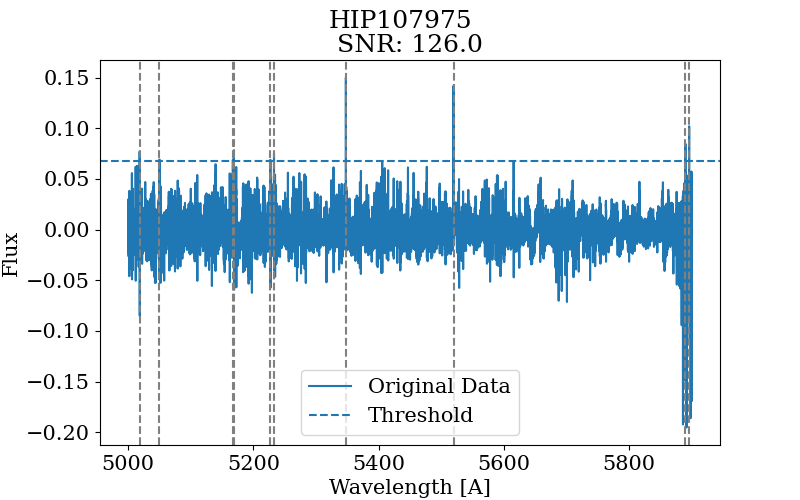 HIP107975
SNR: 126.0
Flux
0.15
0.10
0.05
0.00
−0.05
−0.10
−0.15
−0.20
Original Data
Threshold
5000 5200 5400 5600 5800
Wavelength [A]